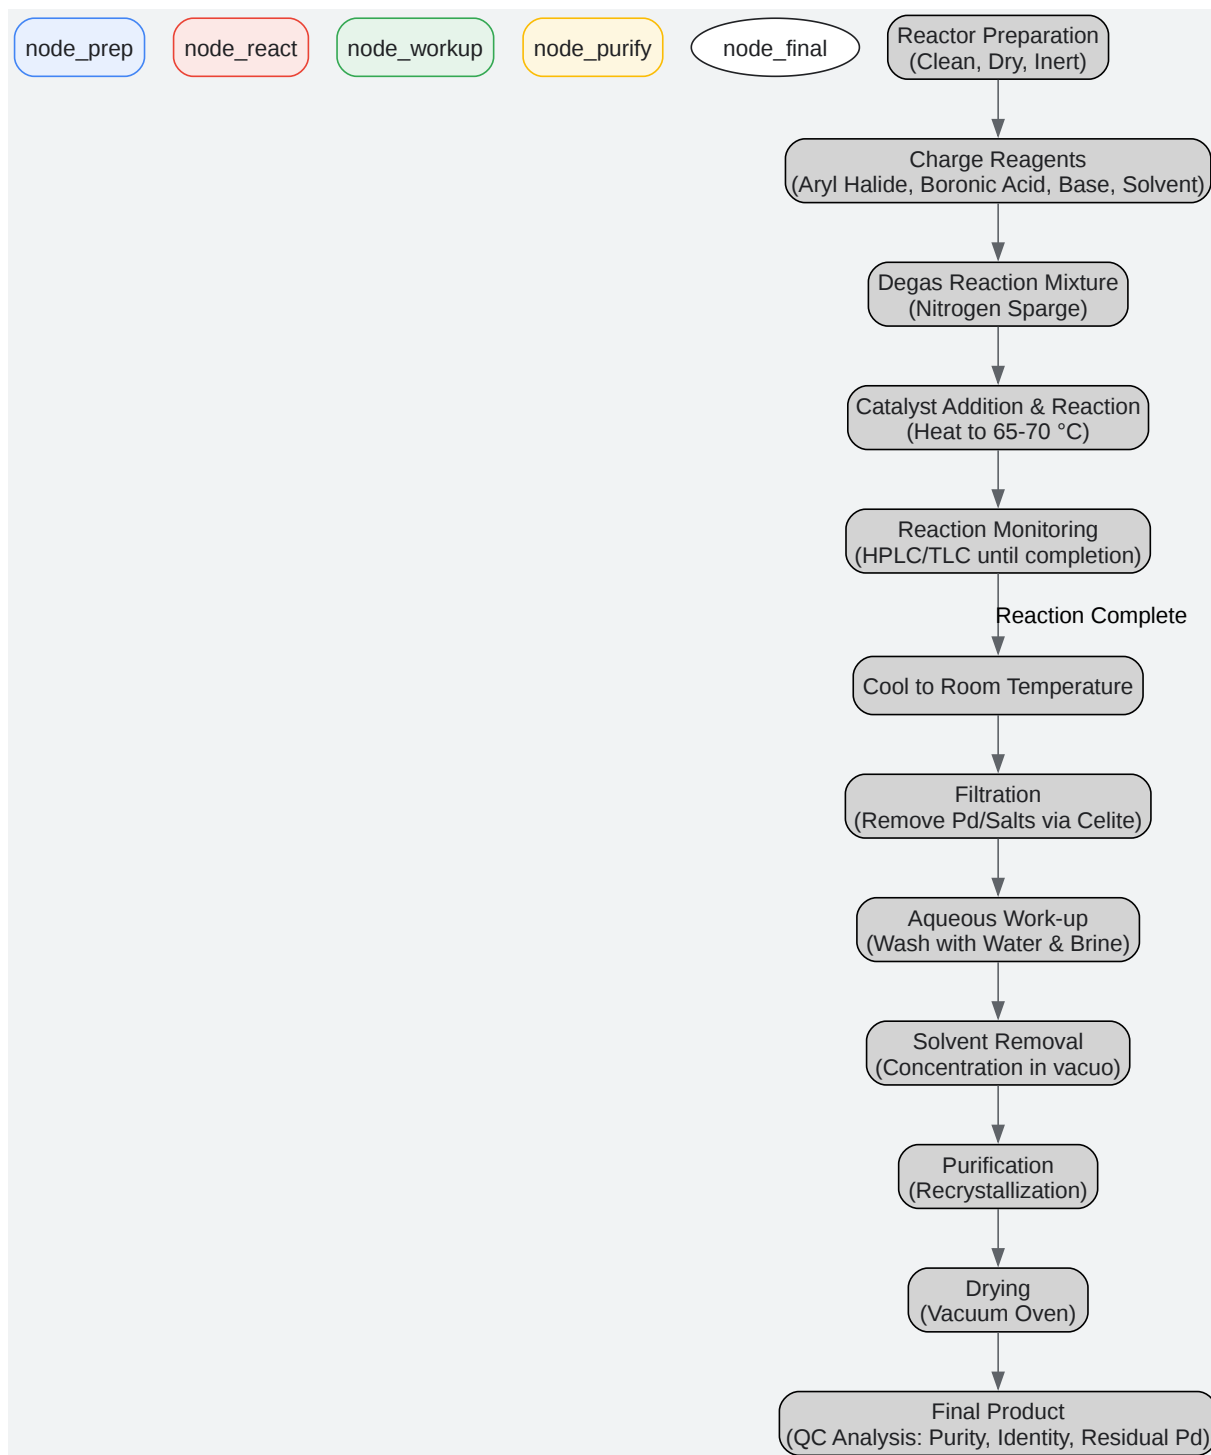 node_prep
node_react
node_workup
node_purify
node_final
Reactor Preparation
(Clean, Dry, Inert)
Charge Reagents
(Aryl Halide, Boronic Acid, Base, Solvent)
Degas Reaction Mixture
(Nitrogen Sparge)
Catalyst Addition & Reaction
(Heat to 65-70 °C)
Reaction Monitoring
(HPLC/TLC until completion)
Reaction Complete
Cool to Room Temperature
Filtration
(Remove Pd/Salts via Celite)
Aqueous Work-up
(Wash with Water & Brine)
Solvent Removal
(Concentration in vacuo)
Purification
(Recrystallization)
Drying
(Vacuum Oven)
Final Product
(QC Analysis: Purity, Identity, Residual Pd)